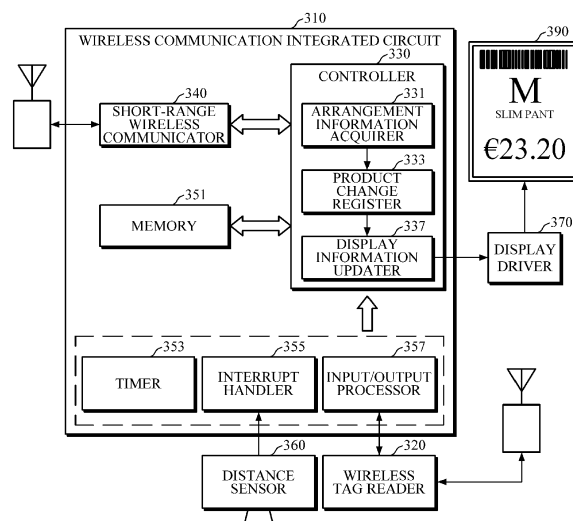 310
WIRELESS COMMUNICATION INTEGRATED CIRCUIT
330
CONTROLLER
340
SHORT-RANGE
WIRELESS
COMMUNICATOR
331
ARRANGEMENT
INFORMATION
ACQUIRER
333
PRODUCT
CHANGE
REGISTER
351
MEMORY
337
DISPLAY
INFORMATION
UPDATER
390
M
SLIM PANT
€23.20
370
DISPLAY
DRIVER
353
TIMER
355
INTERRUPT
HANDLER
357
INPUT/OUTPUT
PROCESSOR
360
DISTANCE
SENSOR
320
WIRELESS
TAG READER